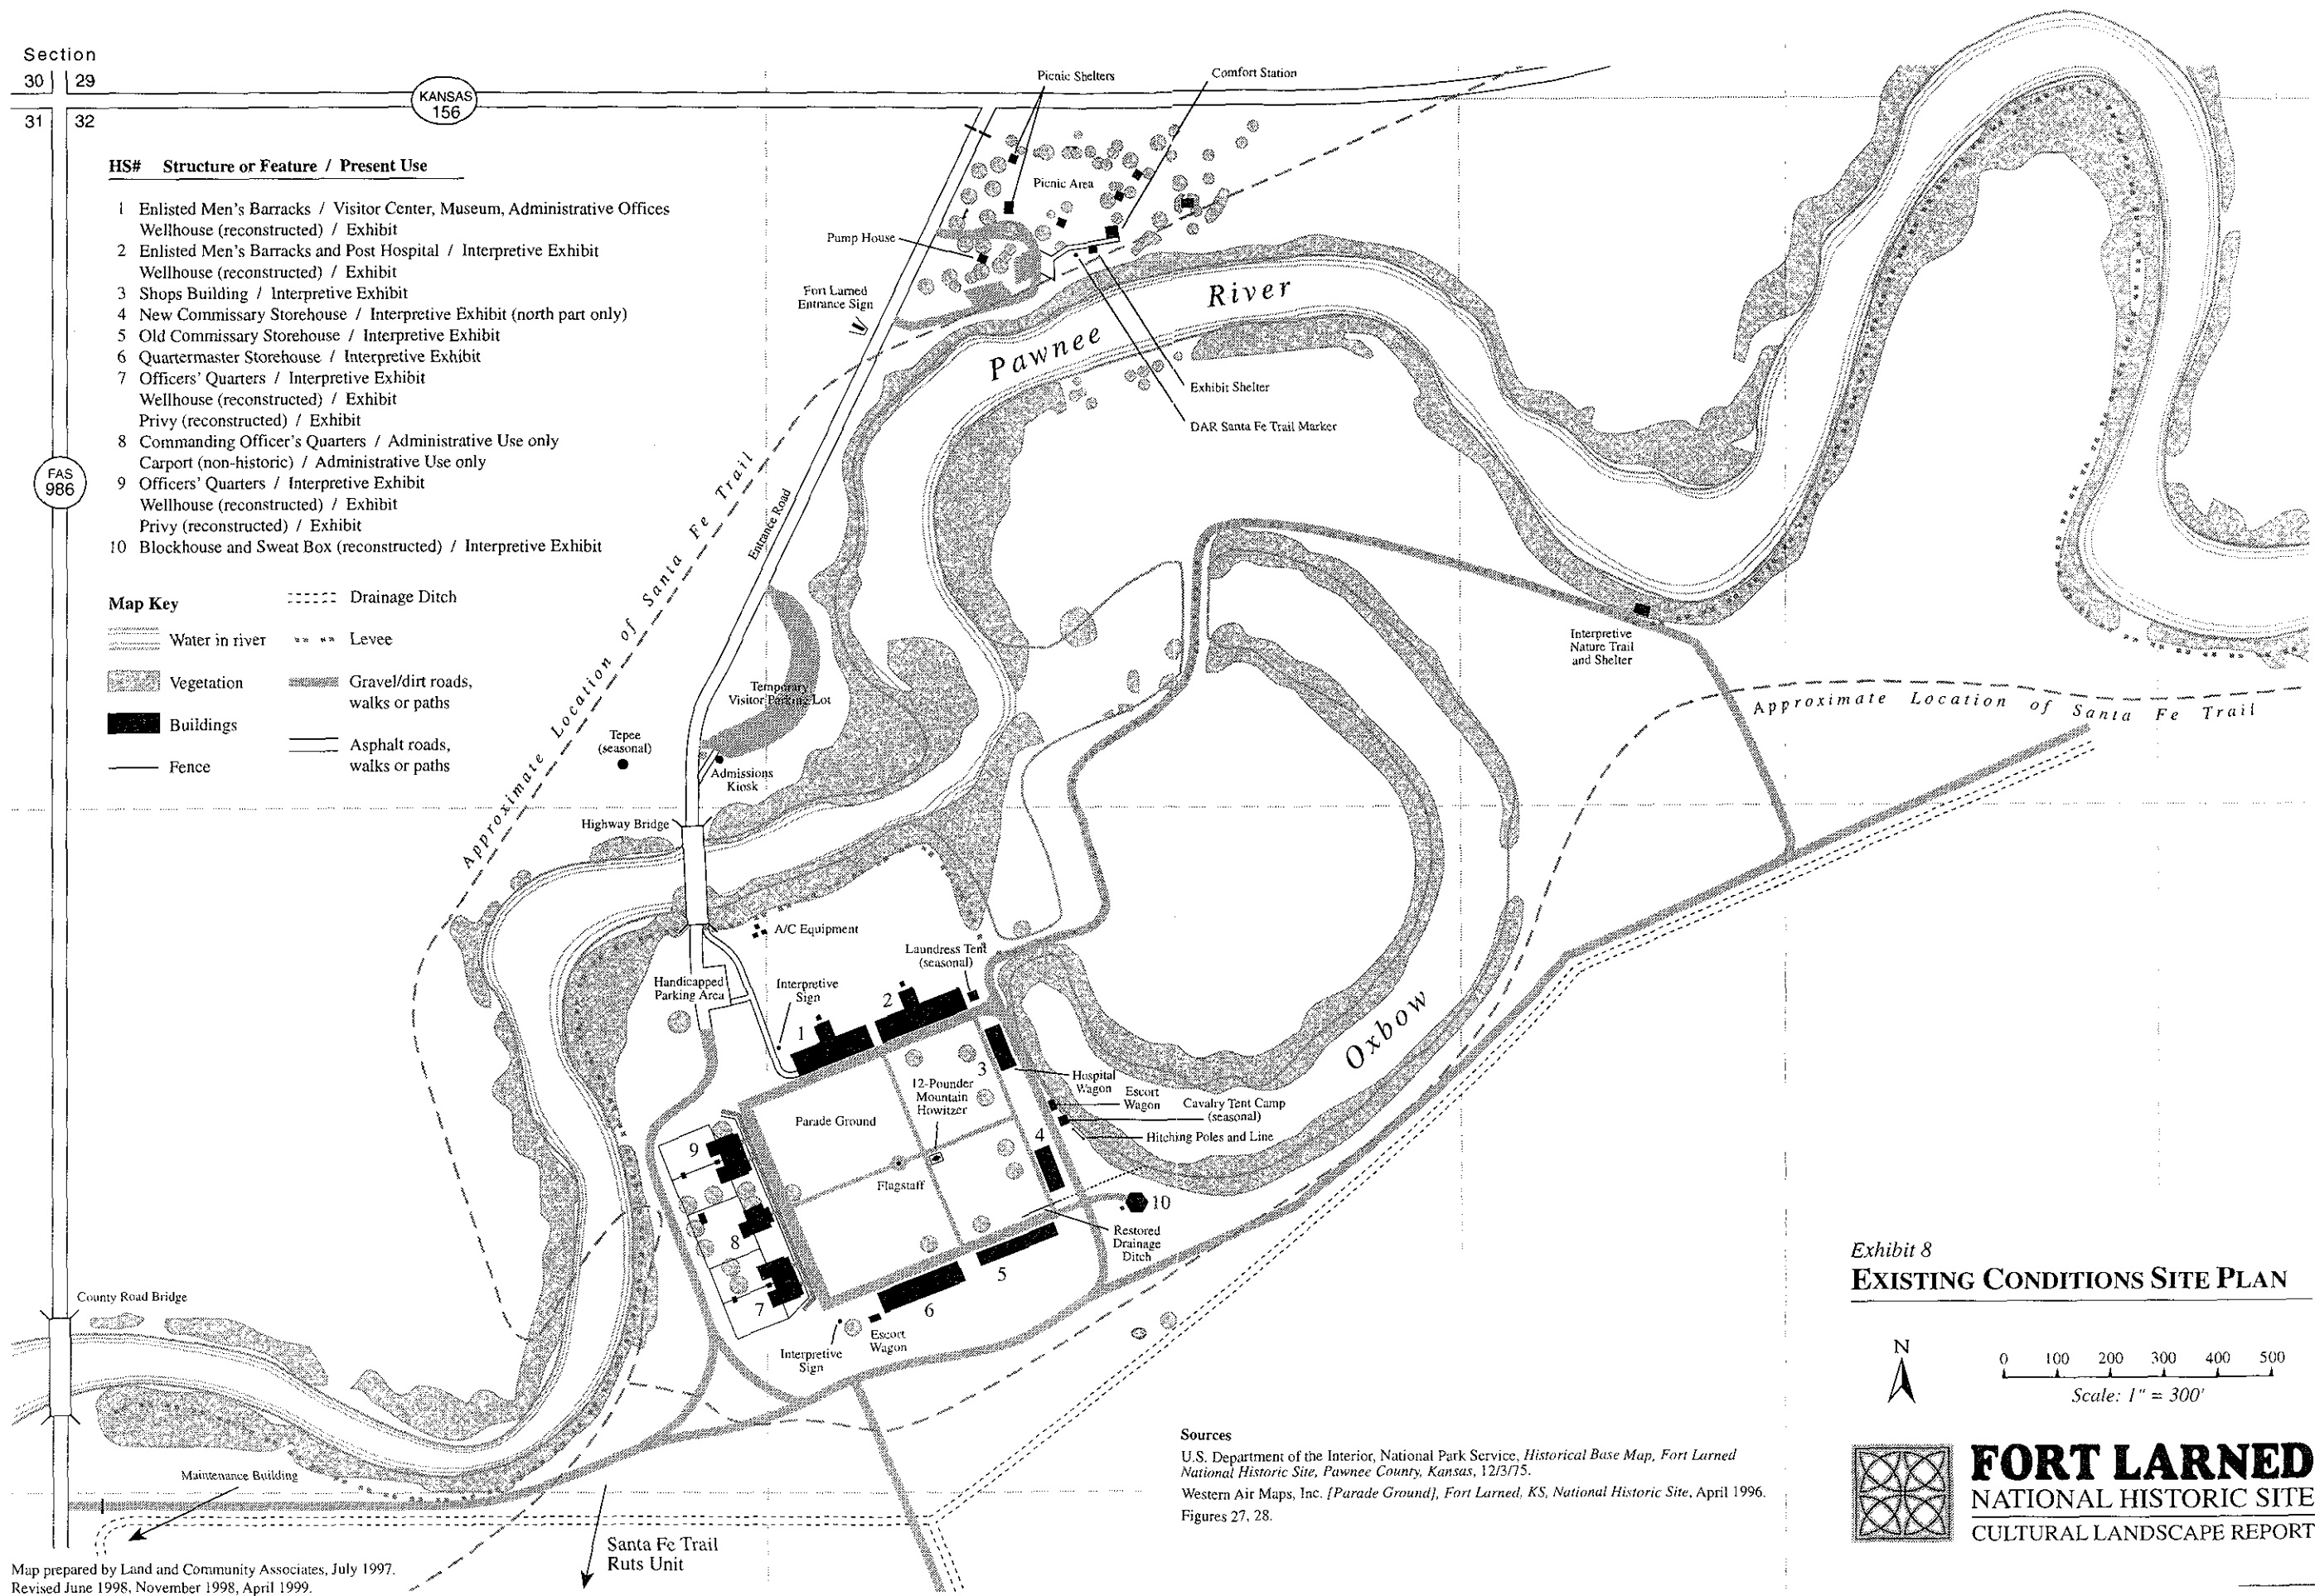 Section
30 29
31 32
KANSAS
156
FAS
986
HS# Structure or Feature / Present Use
1 Enlisted Men's Barracks / Visitor Center, Museum, Administrative Offices
Wellhouse (reconstructed) / Exhibit
2 Enlisted Men's Barracks and Post Hospital / Interpretive Exhibit
Wellhouse (reconstructed) / Exhibit
3 Shops Building / Interpretive Exhibit
4 New Commissary Storehouse / Interpretive Exhibit (north part only)
5 Old Commissary Storehouse / Interpretive Exhibit
6 Quartermaster Storehouse / Interpretive Exhibit
7 Officers' Quarters / Interpretive Exhibit
Wellhouse (reconstructed) / Exhibit
Privy (reconstructed) / Exhibit
8 Commanding Officer's Quarters / Administrative Use only
Carport (non-historic) / Administrative Use only
9 Officers' Quarters / Interpretive Exhibit
Wellhouse (reconstructed) / Exhibit
Privy (reconstructed) / Exhibit
10 Blockhouse and Sweat Box (reconstructed) / Interpretive Exhibit
Map Key
Water in river
Vegetation
Buildings
Fence
Drainage Ditch
Levee
Gravel/dirt roads,
walks or paths
Asphalt roads,
walks or paths
Picnic Shelters
Comfort Station
Picnic Area
Pump House
Fort Larned
Entrance Sign
Pawnee River
Exhibit Shelter
DAR Santa Fe Trail Marker
Entrance Road
Approximate Location of Santa Fe Trail
Temporary
Visitor Parking Lot
Tepee
(seasonal)
Admissions
Kiosk
Highway Bridge
Interpretive
Nature Trail
and Shelter
Approximate Location of Santa Fe Trail
A/C Equipment
Laundress Tent
(seasonal)
Handicapped
Parking Area
Interpretive
Sign
1
2
3
12-Pounder
Mountain
Howitzer
Hospital
Wagon
Escort
Wagon
Cavalry Tent Camp
(seasonal)
Hitching Poles and Line
Oxbow
Parade Ground
4
9
Flagstaff
10
8
Restored
Drainage
Ditch
5
7
6
Escort
Wagon
Interpretive
Sign
County Road Bridge
Maintenance Building
Santa Fe Trail
Ruts Unit
Map prepared by Land and Community Associates, July 1997.
Revised June 1998, November 1998, April 1999.
Sources
U.S. Department of the Interior, National Park Service, Historical Base Map, Fort Larned
National Historic Site, Pawnee County, Kansas, 12/3/75.
Western Air Maps, Inc. [Parade Ground], Fort Larned, KS, National Historic Site, April 1996.
Figures 27, 28.
Exhibit 8
EXISTING CONDITIONS SITE PLAN
N
0 100 200 300 400 500
Scale: 1" = 300'
FORT LARNED
NATIONAL HISTORIC SITE
CULTURAL LANDSCAPE REPORT